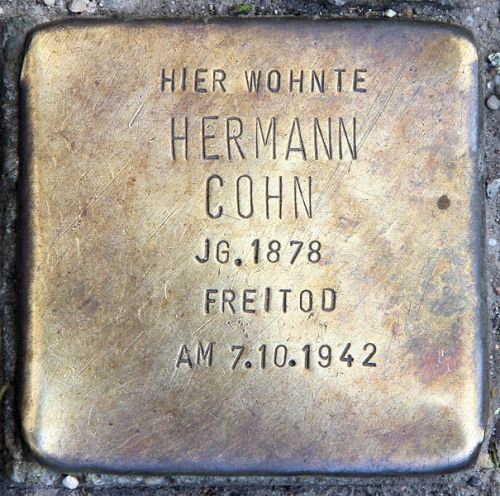 HIER WOHNTE
HERMANN
COHN
JG.1878
FREITOD
AM 7.10.1942